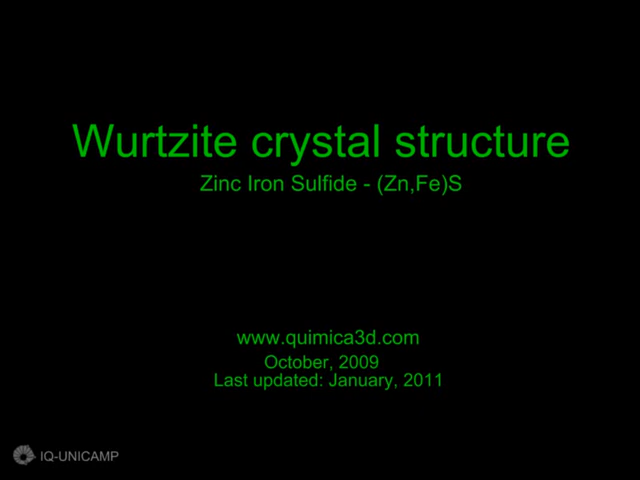 Wurtzite crystal structure
Zinc Iron Sulfide - (Zn,Fe)S
www.quimica3d.com
October, 2009
Last updated: January, 2011
IQ-UNICAMP